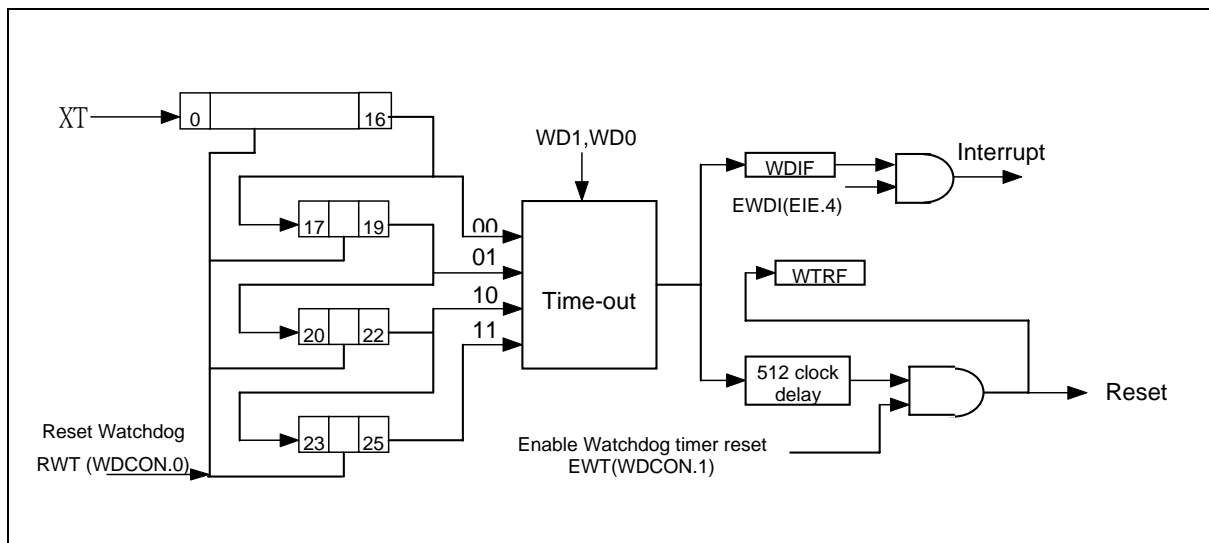 XT
0
16
WD1,WD0
WDIF
Interrupt
EWDI(EIE.4)
17
19
00
01
WTRF
Time-out
10
20
22
11
512 clock
delay
Reset
23
25
Reset Watchdog
RWT (WDCON.0)
Enable Watchdog timer reset
EWT(WDCON.1)